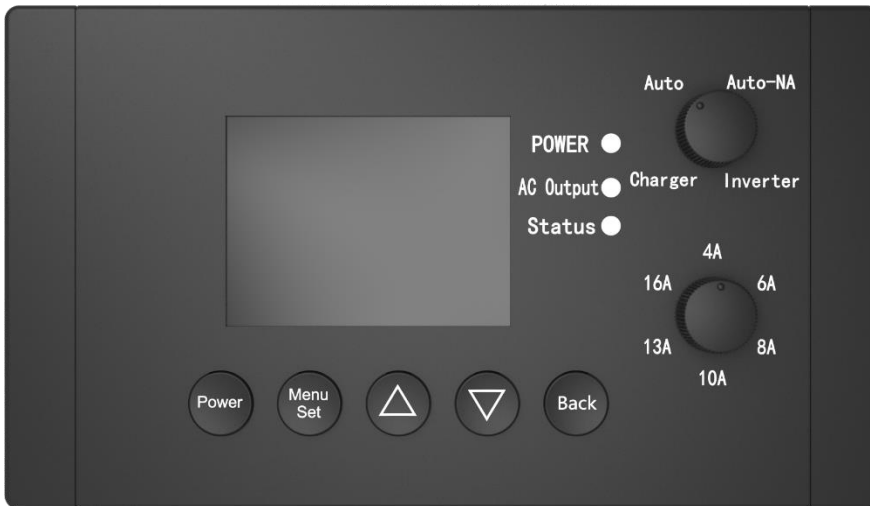 Auto
Auto-NA
POWER
AC Output
Charger
Inverter
Status
4A
16A
6A
13A
8A
10A
Power
Menu
Set
Back